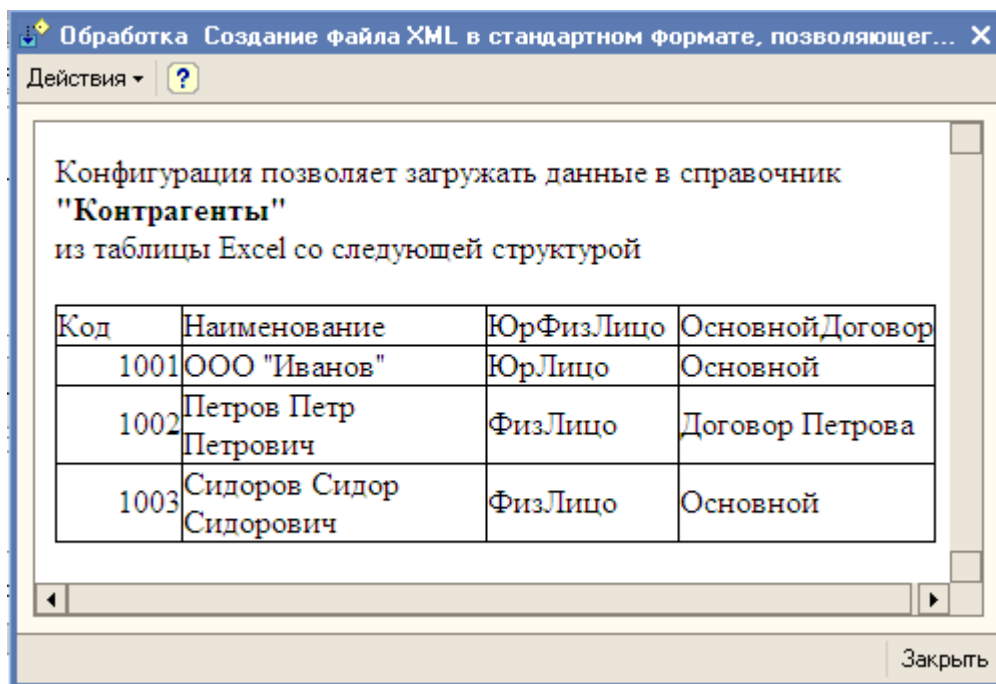 Обработка Создание файла XML в стандартном формате, позволяющег...
Действия
?
Конфигурация позволяет загружать данные в справочник
"Контрагенты"
из таблицы Excel со следующей структурой
Код Наименование ЮрФизЛицо ОсновнойДоговор
1001 ООО "Иванов" ЮрЛицо Основной
1002 Петров Петр Петрович ФизЛицо Договор Петрова
1003 Сидоров Сидор Сидорович ФизЛицо Основной
Закрыть